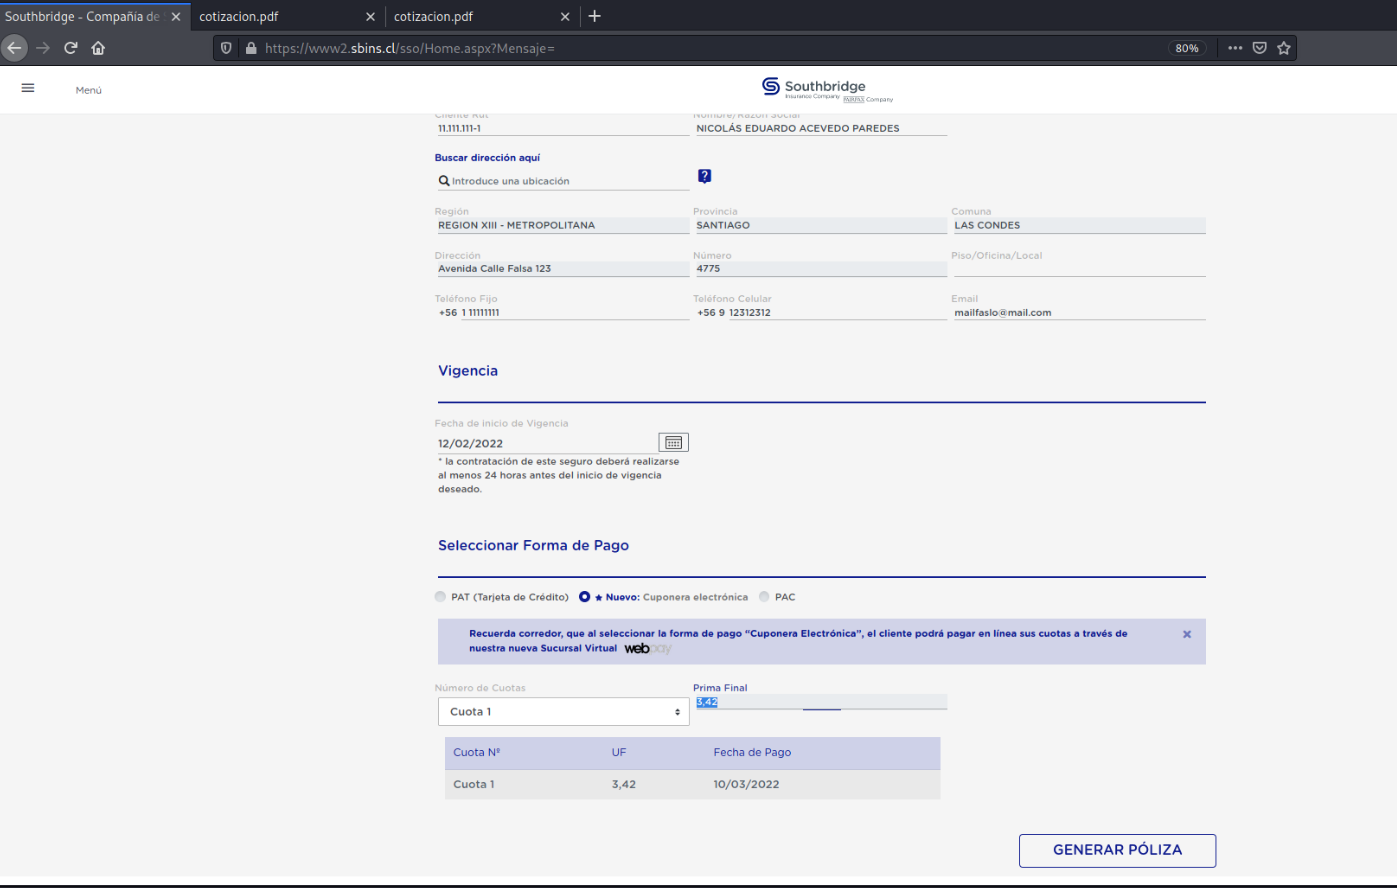 Southbridge - Compañía de S
cotizacion.pdf
cotizacion.pdf
https://www2.sbins.cl/sso/Home.aspx?Mensaje=
80%
Menú
Southbridge
Insurance Company FAIRFAX Company
Cliente Rut
Nombre/Razón Social
11.111.111-1
NICOLÁS EDUARDO ACEVEDO PAREDES
Buscar dirección aquí
Introduce una ubicación
?
Región
Provincia
Comuna
REGION XIII - METROPOLITANA
SANTIAGO
LAS CONDES
Dirección
Número
Piso/Oficina/Local
Avenida Calle Falsa 123
4775
Teléfono Fijo
Teléfono Celular
Email
+56 1 11111111
+56 9 12312312
mailfaslo@mail.com
Vigencia
Fecha de inicio de Vigencia
12/02/2022
* la contratación de este seguro deberá realizarse
al menos 24 horas antes del inicio de vigencia
deseado.
Seleccionar Forma de Pago
PAT (Tarjeta de Crédito)
★ Nuevo: Cuponera electrónica
PAC
Recuerda corredor, que al seleccionar la forma de pago “Cuponera Electrónica”, el cliente podrá pagar en línea sus cuotas a través de
nuestra nueva Sucursal Virtual webpay
Número de Cuotas
Prima Final
Cuota 1
3,42
Cuota Nº
UF
Fecha de Pago
Cuota 1
3,42
10/03/2022
GENERAR PÓLIZA